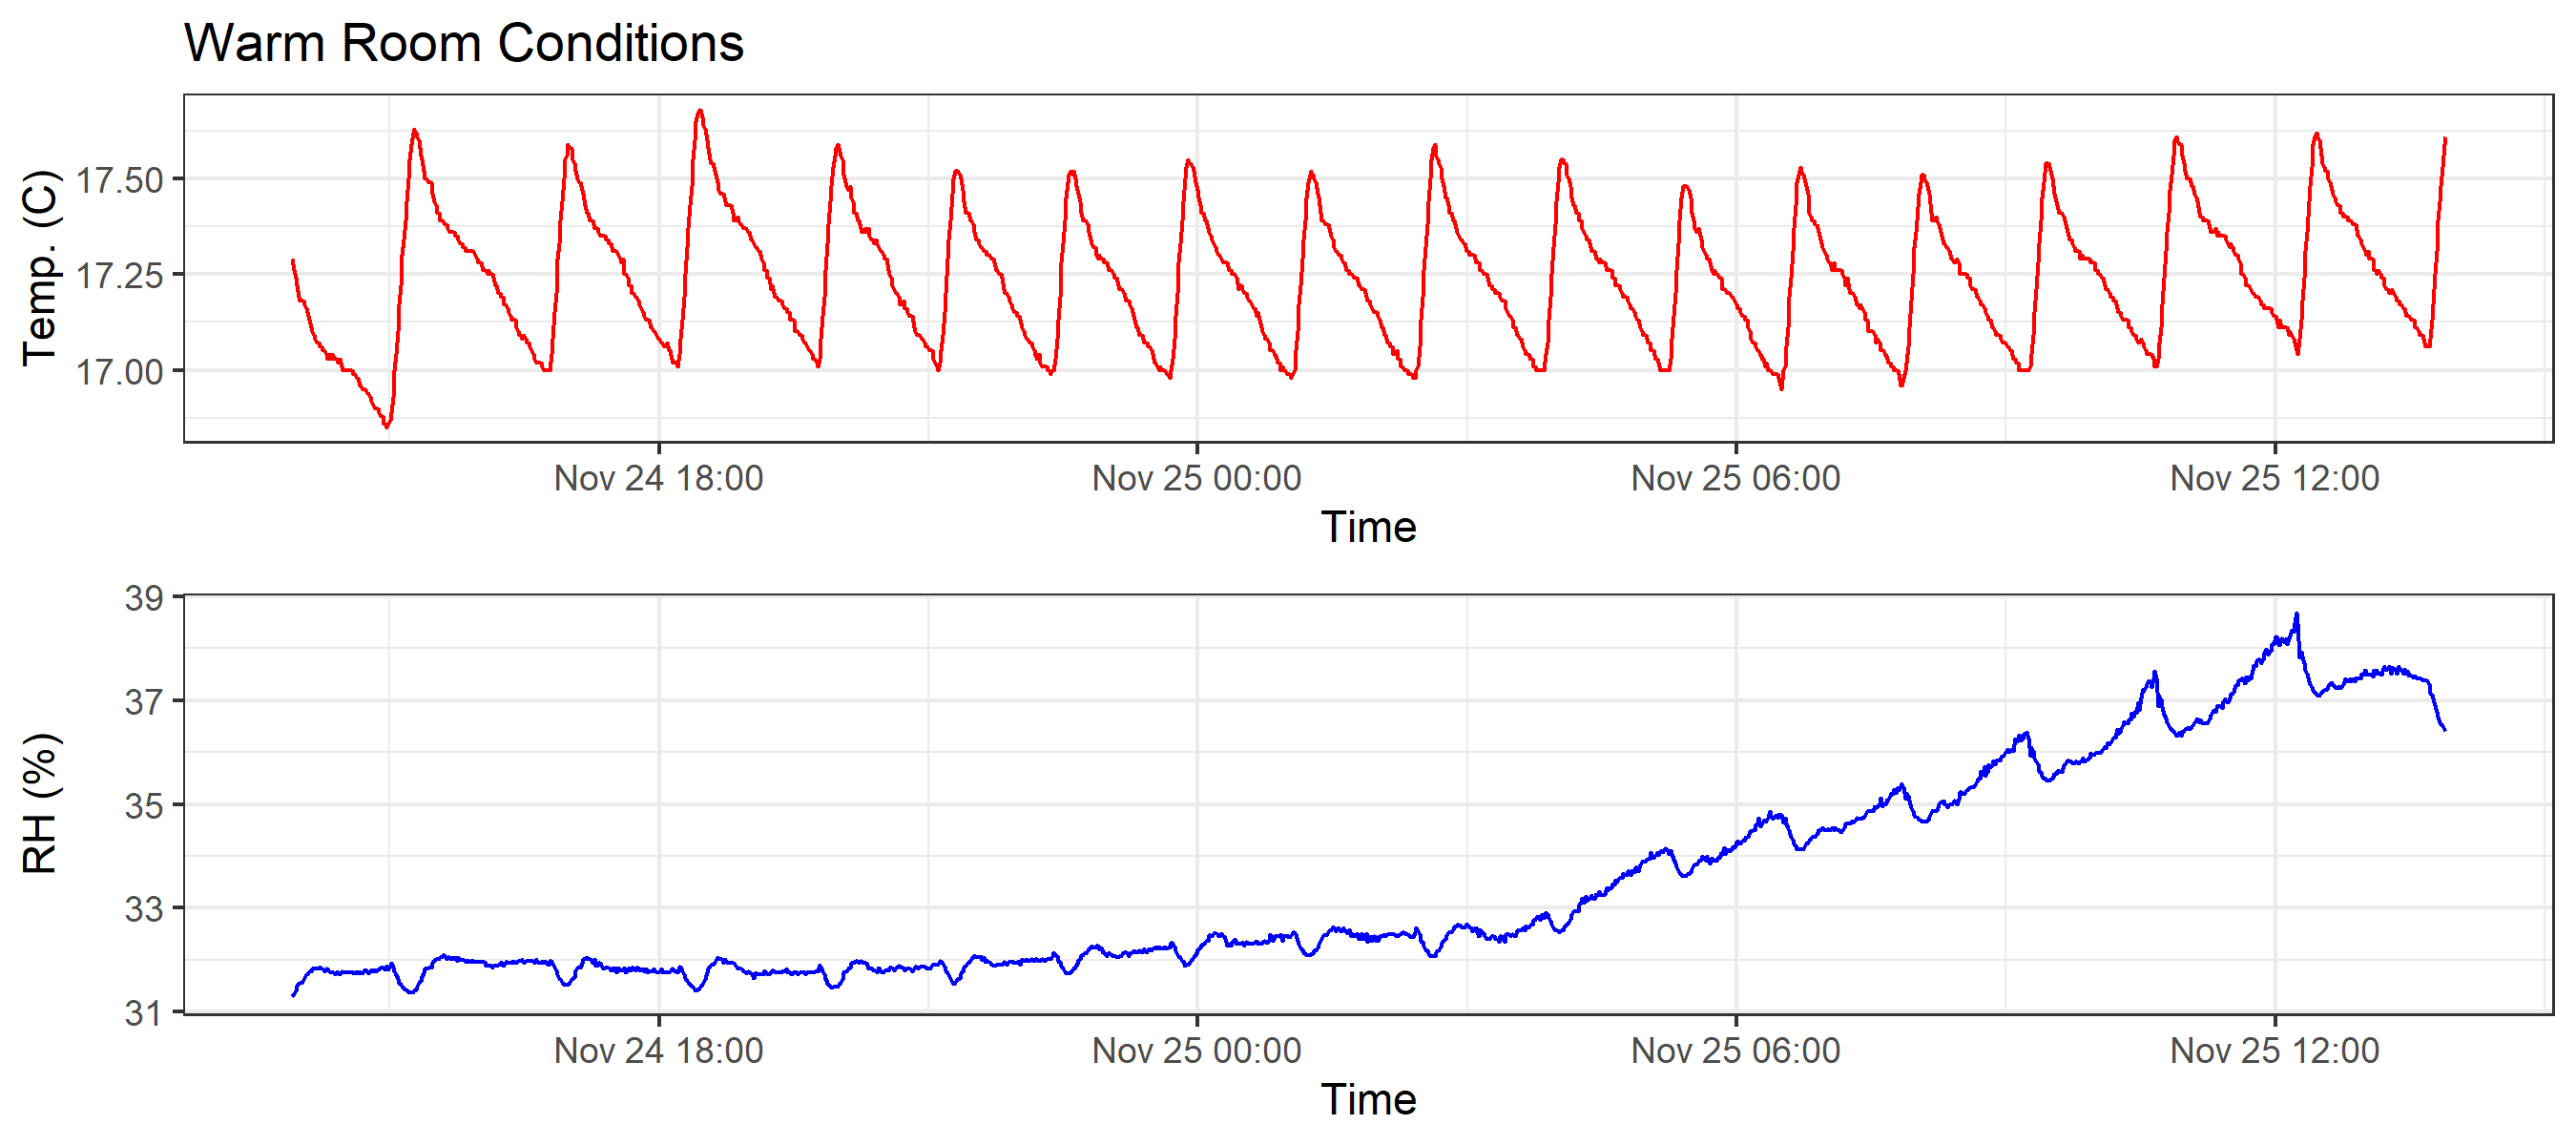 Warm Room Conditions
Temp. (C)
17.50
17.25
17.00
Nov 24 18:00 Nov 25 00:00 Nov 25 06:00 Nov 25 12:00
Time
RH (%)
39
37
35
33
31
Nov 24 18:00 Nov 25 00:00 Nov 25 06:00 Nov 25 12:00
Time